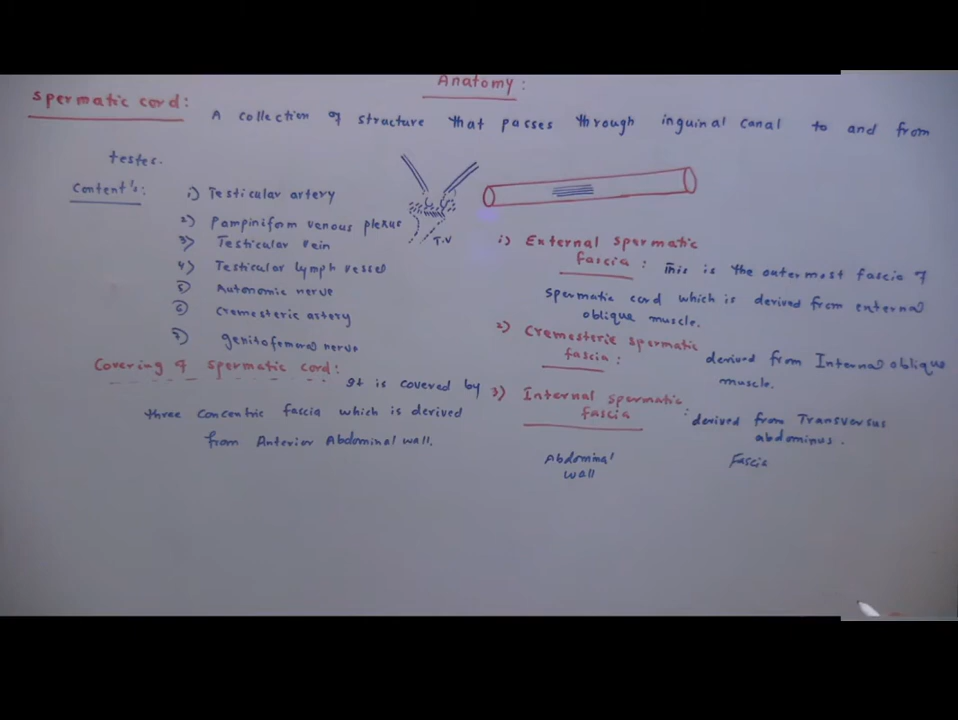 Anatomy:
Spermatic cord:
A collection of structure that passes through inguinal canal to and from
testes.
Content's:
1) Testicular artery
2) Pampiniform venous plexus
3) Testicular vein
4) Testicular lymph vessel
5) Autonomic nerve
6) Cremesteric artery
7) genitofemoral nerve
T.V
Covering of spermatic cord:
It is covered by
three concentric fascia which is derived
from Anterior Abdominal wall.
1) External spermatic
fascia: This is the outermost fascia of
spermatic cord which is derived from external
oblique muscle.
2) Cremesteric spermatic
fascia: derived from Internal oblique
muscle.
3) Internal spermatic
fascia: derived from Transversus
abdominus.
Abdominal
wall
Fascia